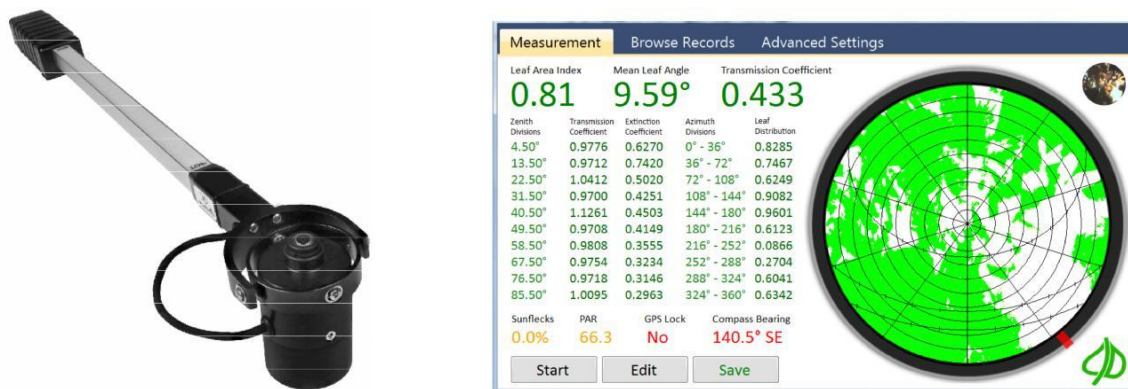 Measurement Browse Records Advanced Settings
Leaf Area Index Mean Leaf Angle Transmission Coefficient
0.81 9.59° 0.433
Zenith Transmission Extinction Azimuth Leaf
Divisions Coefficient Coefficient Divisions Distribution
4.50° 0.9776 0.6270 0° - 36° 0.8285
13.50° 0.9712 0.7420 36° - 72° 0.7467
22.50° 1.0412 0.5020 72° - 108° 0.6249
31.50° 0.9700 0.4251 108° - 144° 0.9082
40.50° 1.1261 0.4503 144° - 180° 0.9601
49.50° 0.9708 0.4149 180° - 216° 0.6123
58.50° 0.9808 0.3555 216° - 252° 0.0866
67.50° 0.9754 0.3234 252° - 288° 0.2704
76.50° 0.9718 0.3146 288° - 324° 0.6041
85.50° 1.0095 0.2963 324° - 360° 0.6342
Sunflecks PAR GPS Lock Compass Bearing
0.0% 66.3 No 140.5° SE
Start Edit Save